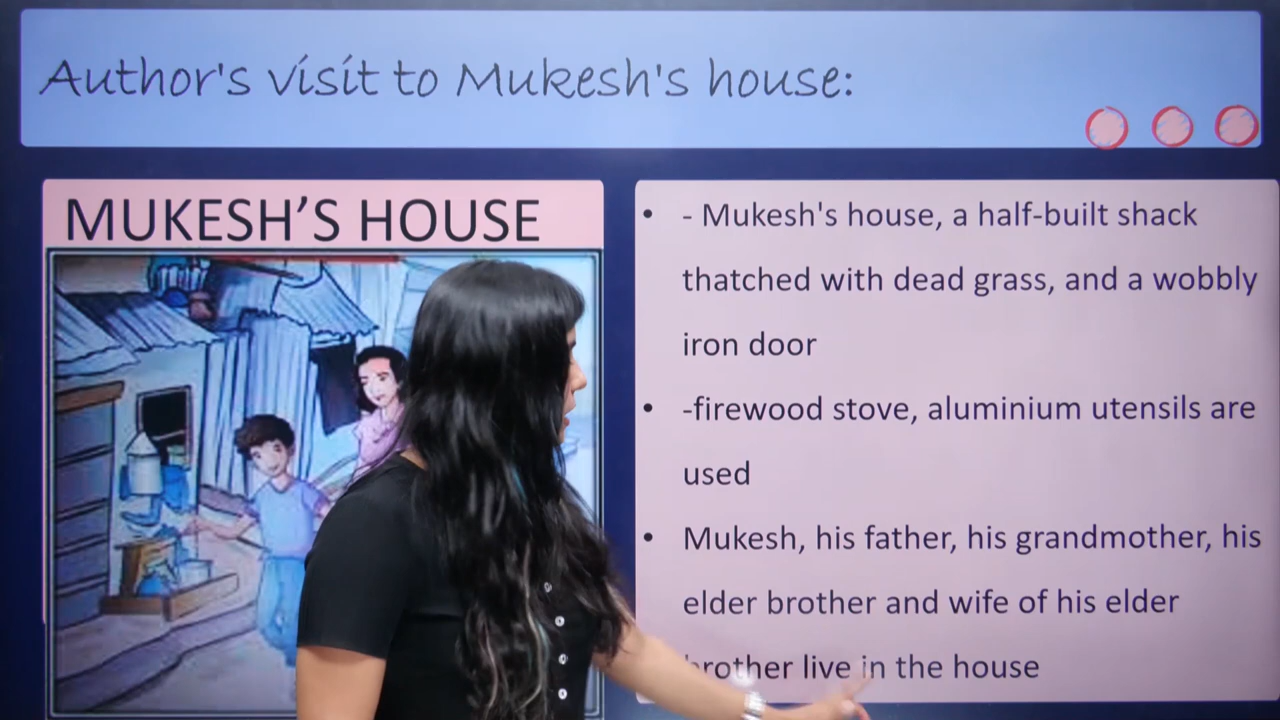 Author's visit to Mukesh's house:
MUKESH’S HOUSE
• - Mukesh's house, a half-built shack
thatched with dead grass, and a wobbly
iron door
• -firewood stove, aluminium utensils are
used
• Mukesh, his father, his grandmother, his
elder brother and wife of his elder
brother live in the house